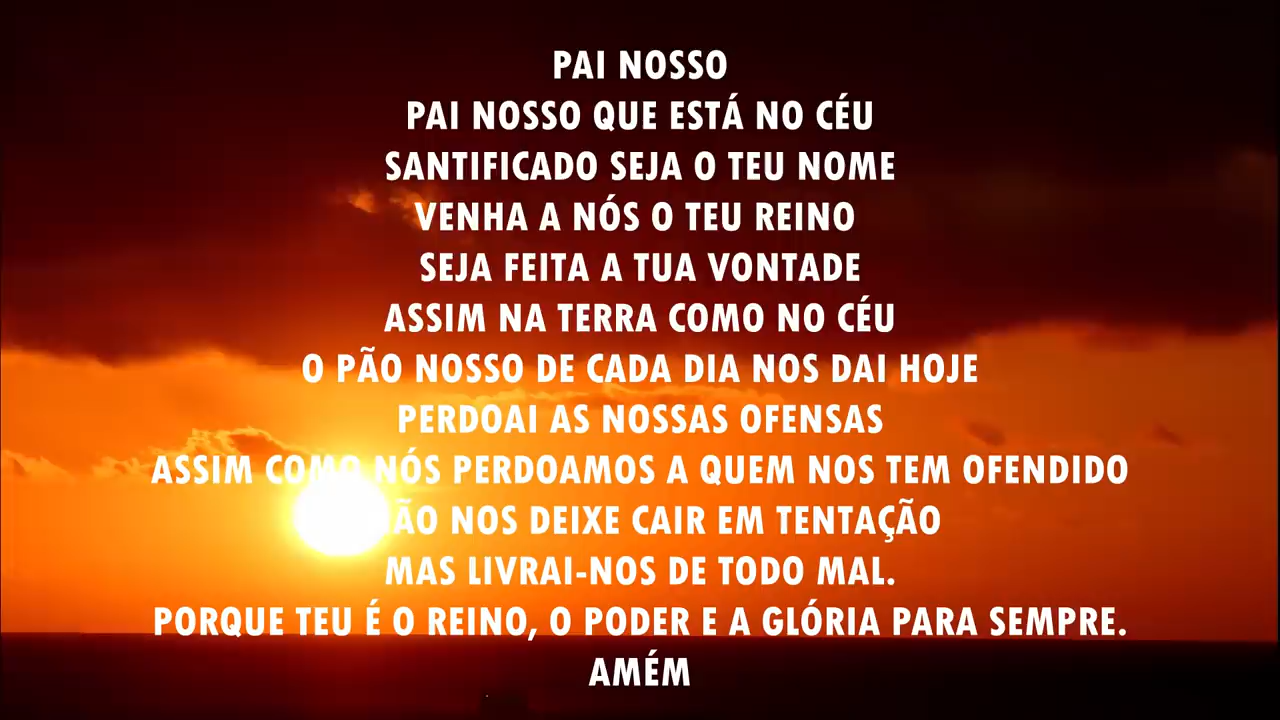 PAI NOSSO
PAI NOSSO QUE ESTÁ NO CÉU
SANTIFICADO SEJA O TEU NOME
VENHA A NÓS O TEU REINO
SEJA FEITA A TUA VONTADE
ASSIM NA TERRA COMO NO CÉU
O PÃO NOSSO DE CADA DIA NOS DAI HOJE
PERDOAI AS NOSSAS OFENSAS
ASSIM COMO NÓS PERDOAMOS A QUEM NOS TEM OFENDIDO
NÃO NOS DEIXE CAIR EM TENTAÇÃO
MAS LIVRAI-NOS DE TODO MAL.
PORQUE TEU É O REINO, O PODER E A GLÓRIA PARA SEMPRE.
AMÉM